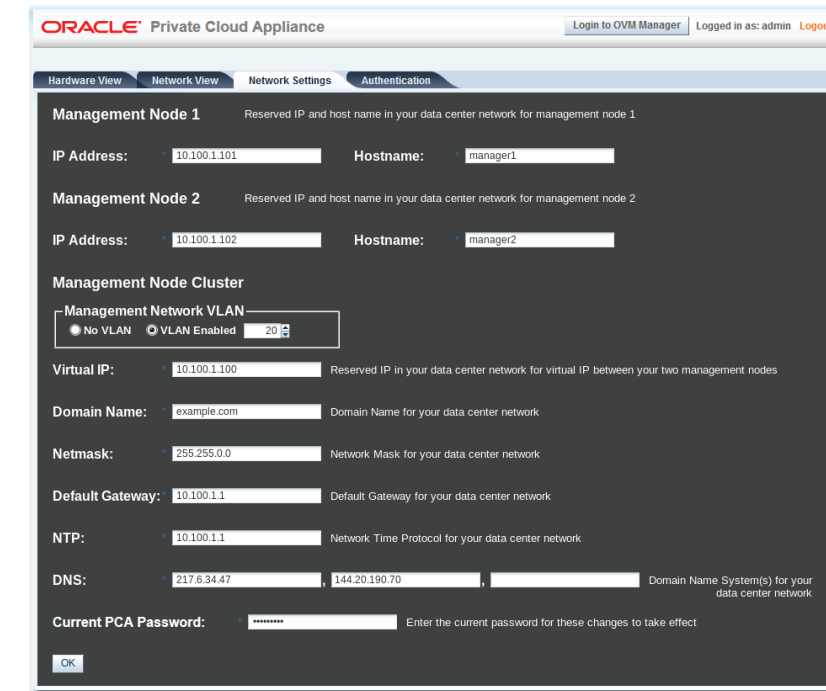 ORACLE® Private Cloud Appliance Login to OVM Manager Logged in as: admin Logou
Hardware View Network View Network Settings Authentication
Management Node 1 Reserved IP and host name in your data center network for management node 1
IP Address: * 10.100.1.101 Hostname: * manager1
Management Node 2 Reserved IP and host name in your data center network for management node 2
IP Address: * 10.100.1.102 Hostname: * manager2
Management Node Cluster
Management Network VLAN
No VLAN VLAN Enabled 20
Virtual IP: * 10.100.1.100 Reserved IP in your data center network for virtual IP between your two management nodes
Domain Name: * example.com Domain Name for your data center network
Netmask: * 255.255.0.0 Network Mask for your data center network
Default Gateway: * 10.100.1.1 Default Gateway for your data center network
NTP: * 10.100.1.1 Network Time Protocol for your data center network
DNS: * 217.6.34.47 , 144.20.190.70 , Domain Name System(s) for your
data center network
Current PCA Password: * ••••••••• Enter the current password for these changes to take effect
OK